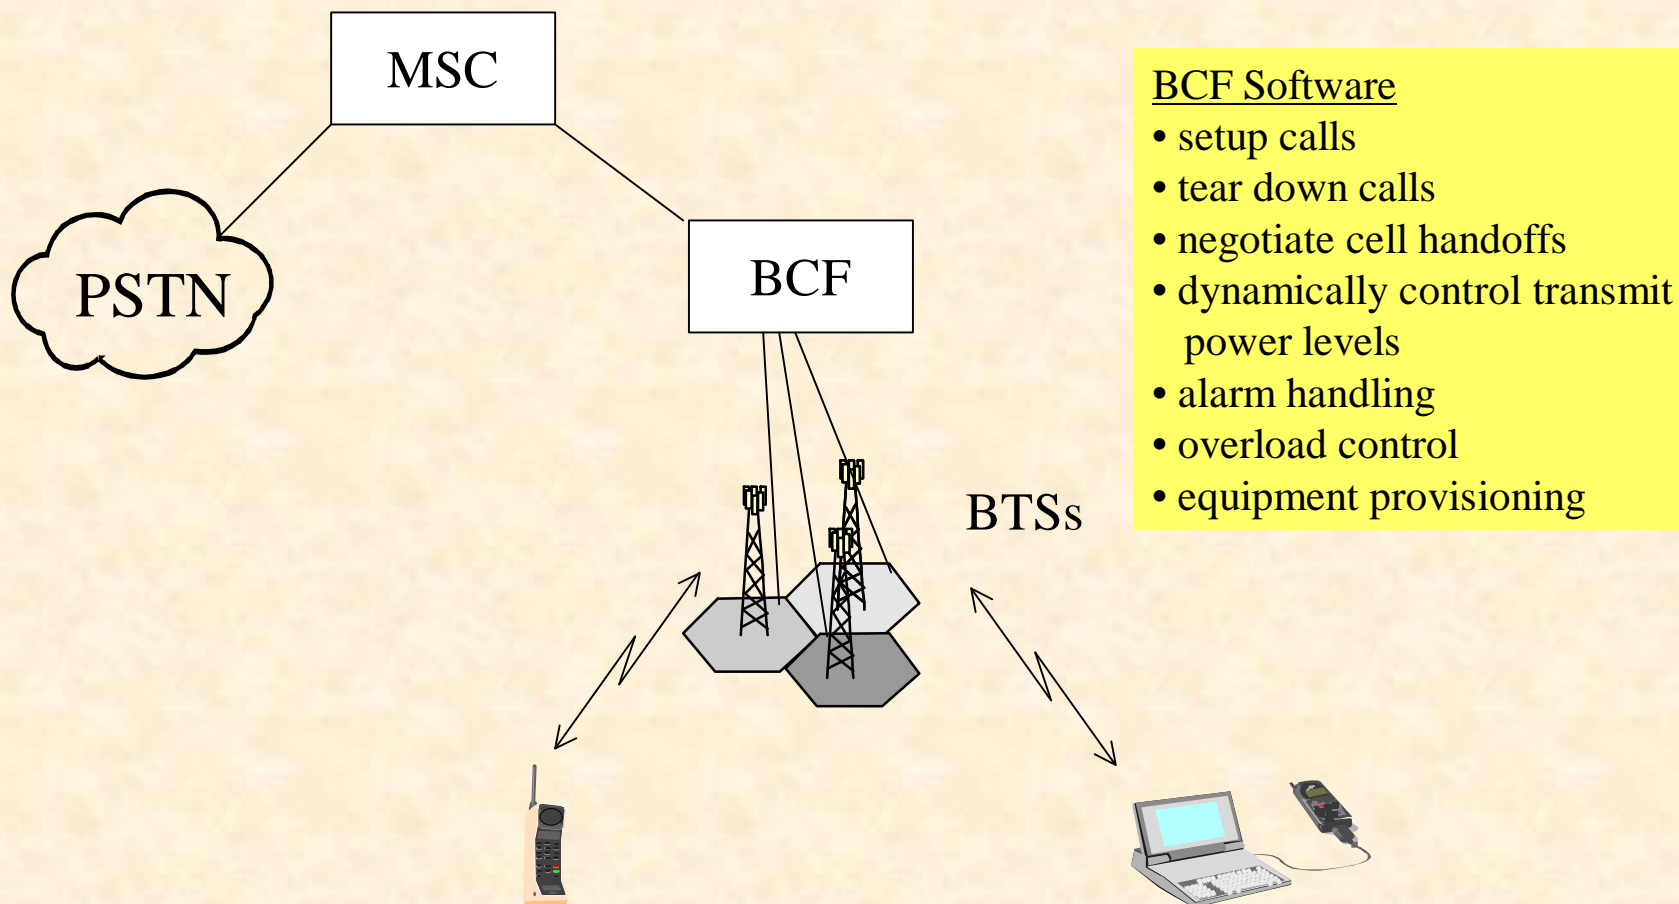 MSC
PSTN
BCF
BTSs
BCF Software
• setup calls
• tear down calls
• negotiate cell handoffs
• dynamically control transmit
power levels
• alarm handling
• overload control
• equipment provisioning